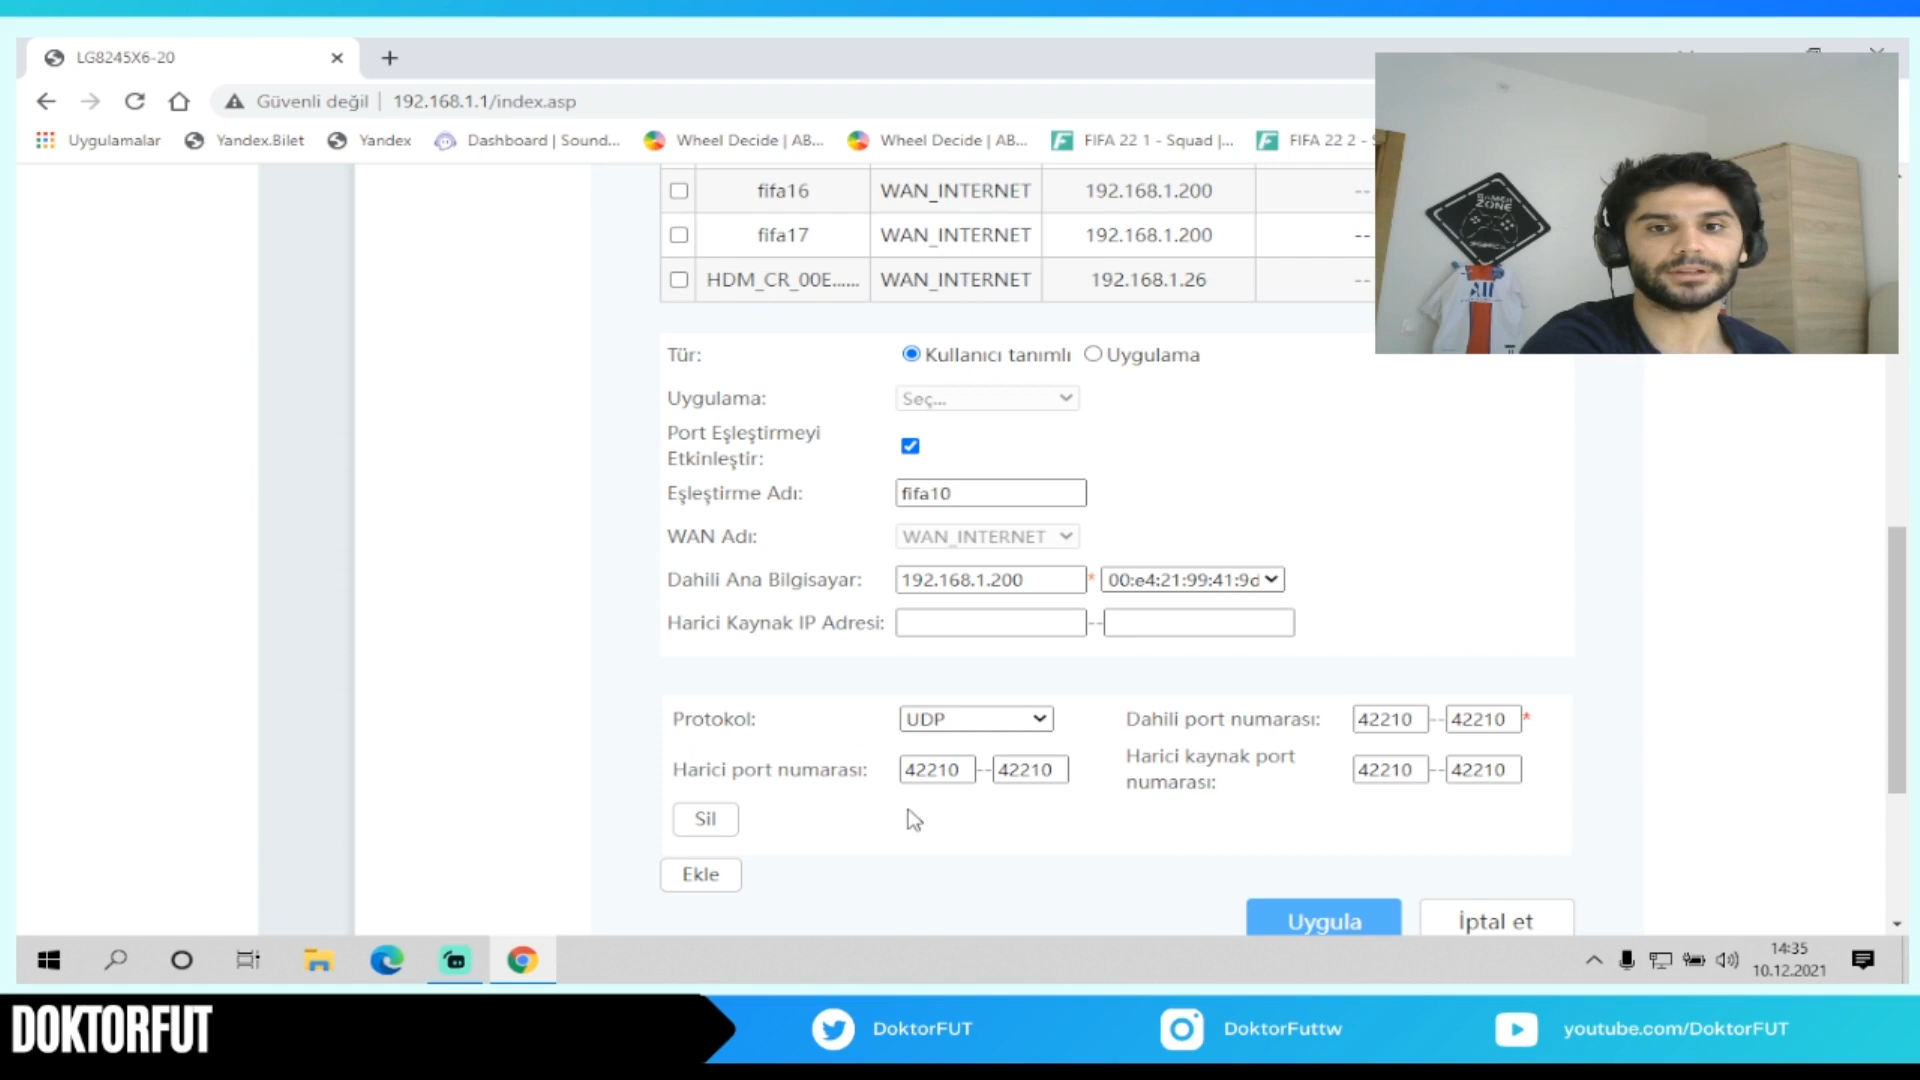 LG8245X6-20
Güvenli değil | 192.168.1.1/index.asp
Uygulamalar Yandex.Bilet Yandex Dashboard | Sound... Wheel Decide | AB... Wheel Decide | AB... FIFA 22 1 - Squad |... FIFA 22 2 -
fifa16 WAN_INTERNET 192.168.1.200 --
fifa17 WAN_INTERNET 192.168.1.200 --
HDM_CR_00E...... WAN_INTERNET 192.168.1.26 --
GAMER
ZONE
All
Tür: Kullanıcı tanımlı Uygulama
Uygulama: Seç...
Port Eşleştirmeyi
Etkinleştir:
Eşleştirme Adı: fifa10
WAN Adı: WAN_INTERNET
Dahili Ana Bilgisayar: 192.168.1.200 * 00:e4:21:99:41:9d
Harici Kaynak IP Adresi: --
Protokol: UDP Dahili port numarası: 42210 -- 42210 *
Harici port numarası: 42210 -- 42210 Harici kaynak port
numarası: 42210 -- 42210
Sil
Ekle
Uygula İptal et
14:35
10.12.2021
DOKTORFUT DoktorFUT DoktorFuttw youtube.com/DoktorFUT